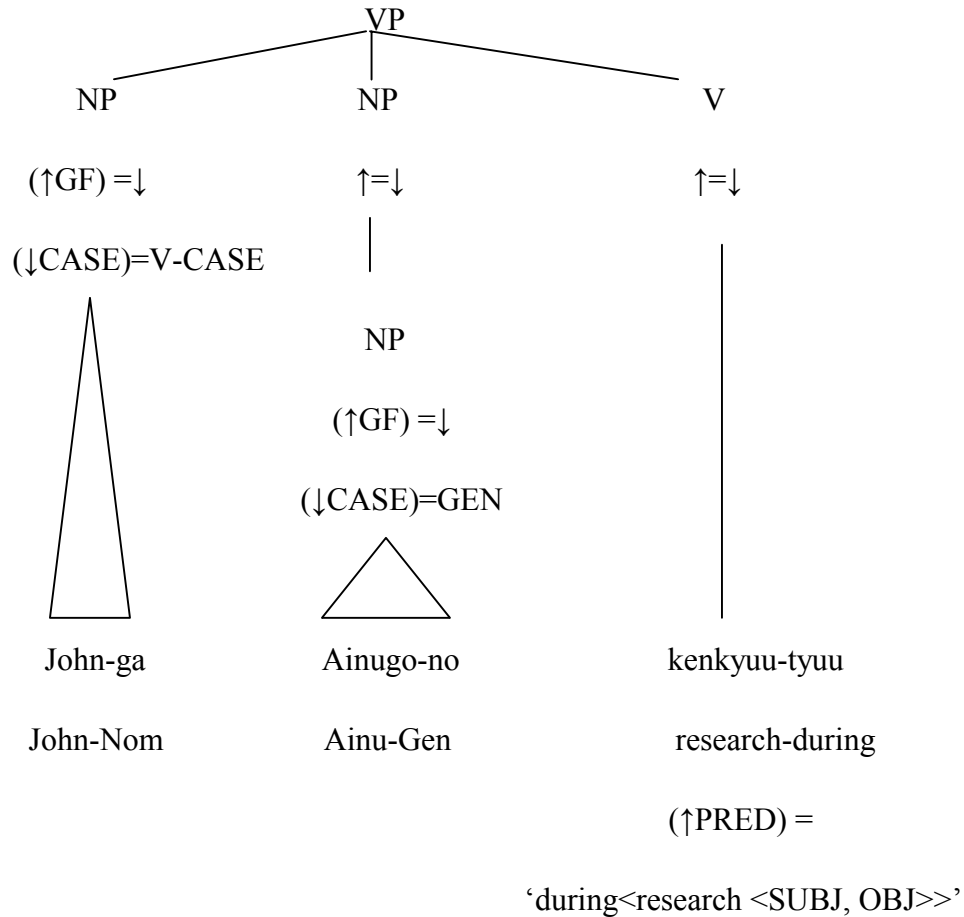 VP
NP NP V
(↑GF) =↓ ↑=↓ ↑=↓
(↓CASE)=V-CASE
NP
(↑GF) =↓
(↓CASE)=GEN
John-ga Ainugo-no kenkyuu-tyuu
John-Nom Ainu-Gen research-during
(↑PRED) =
‘during<research <SUBJ, OBJ>>’